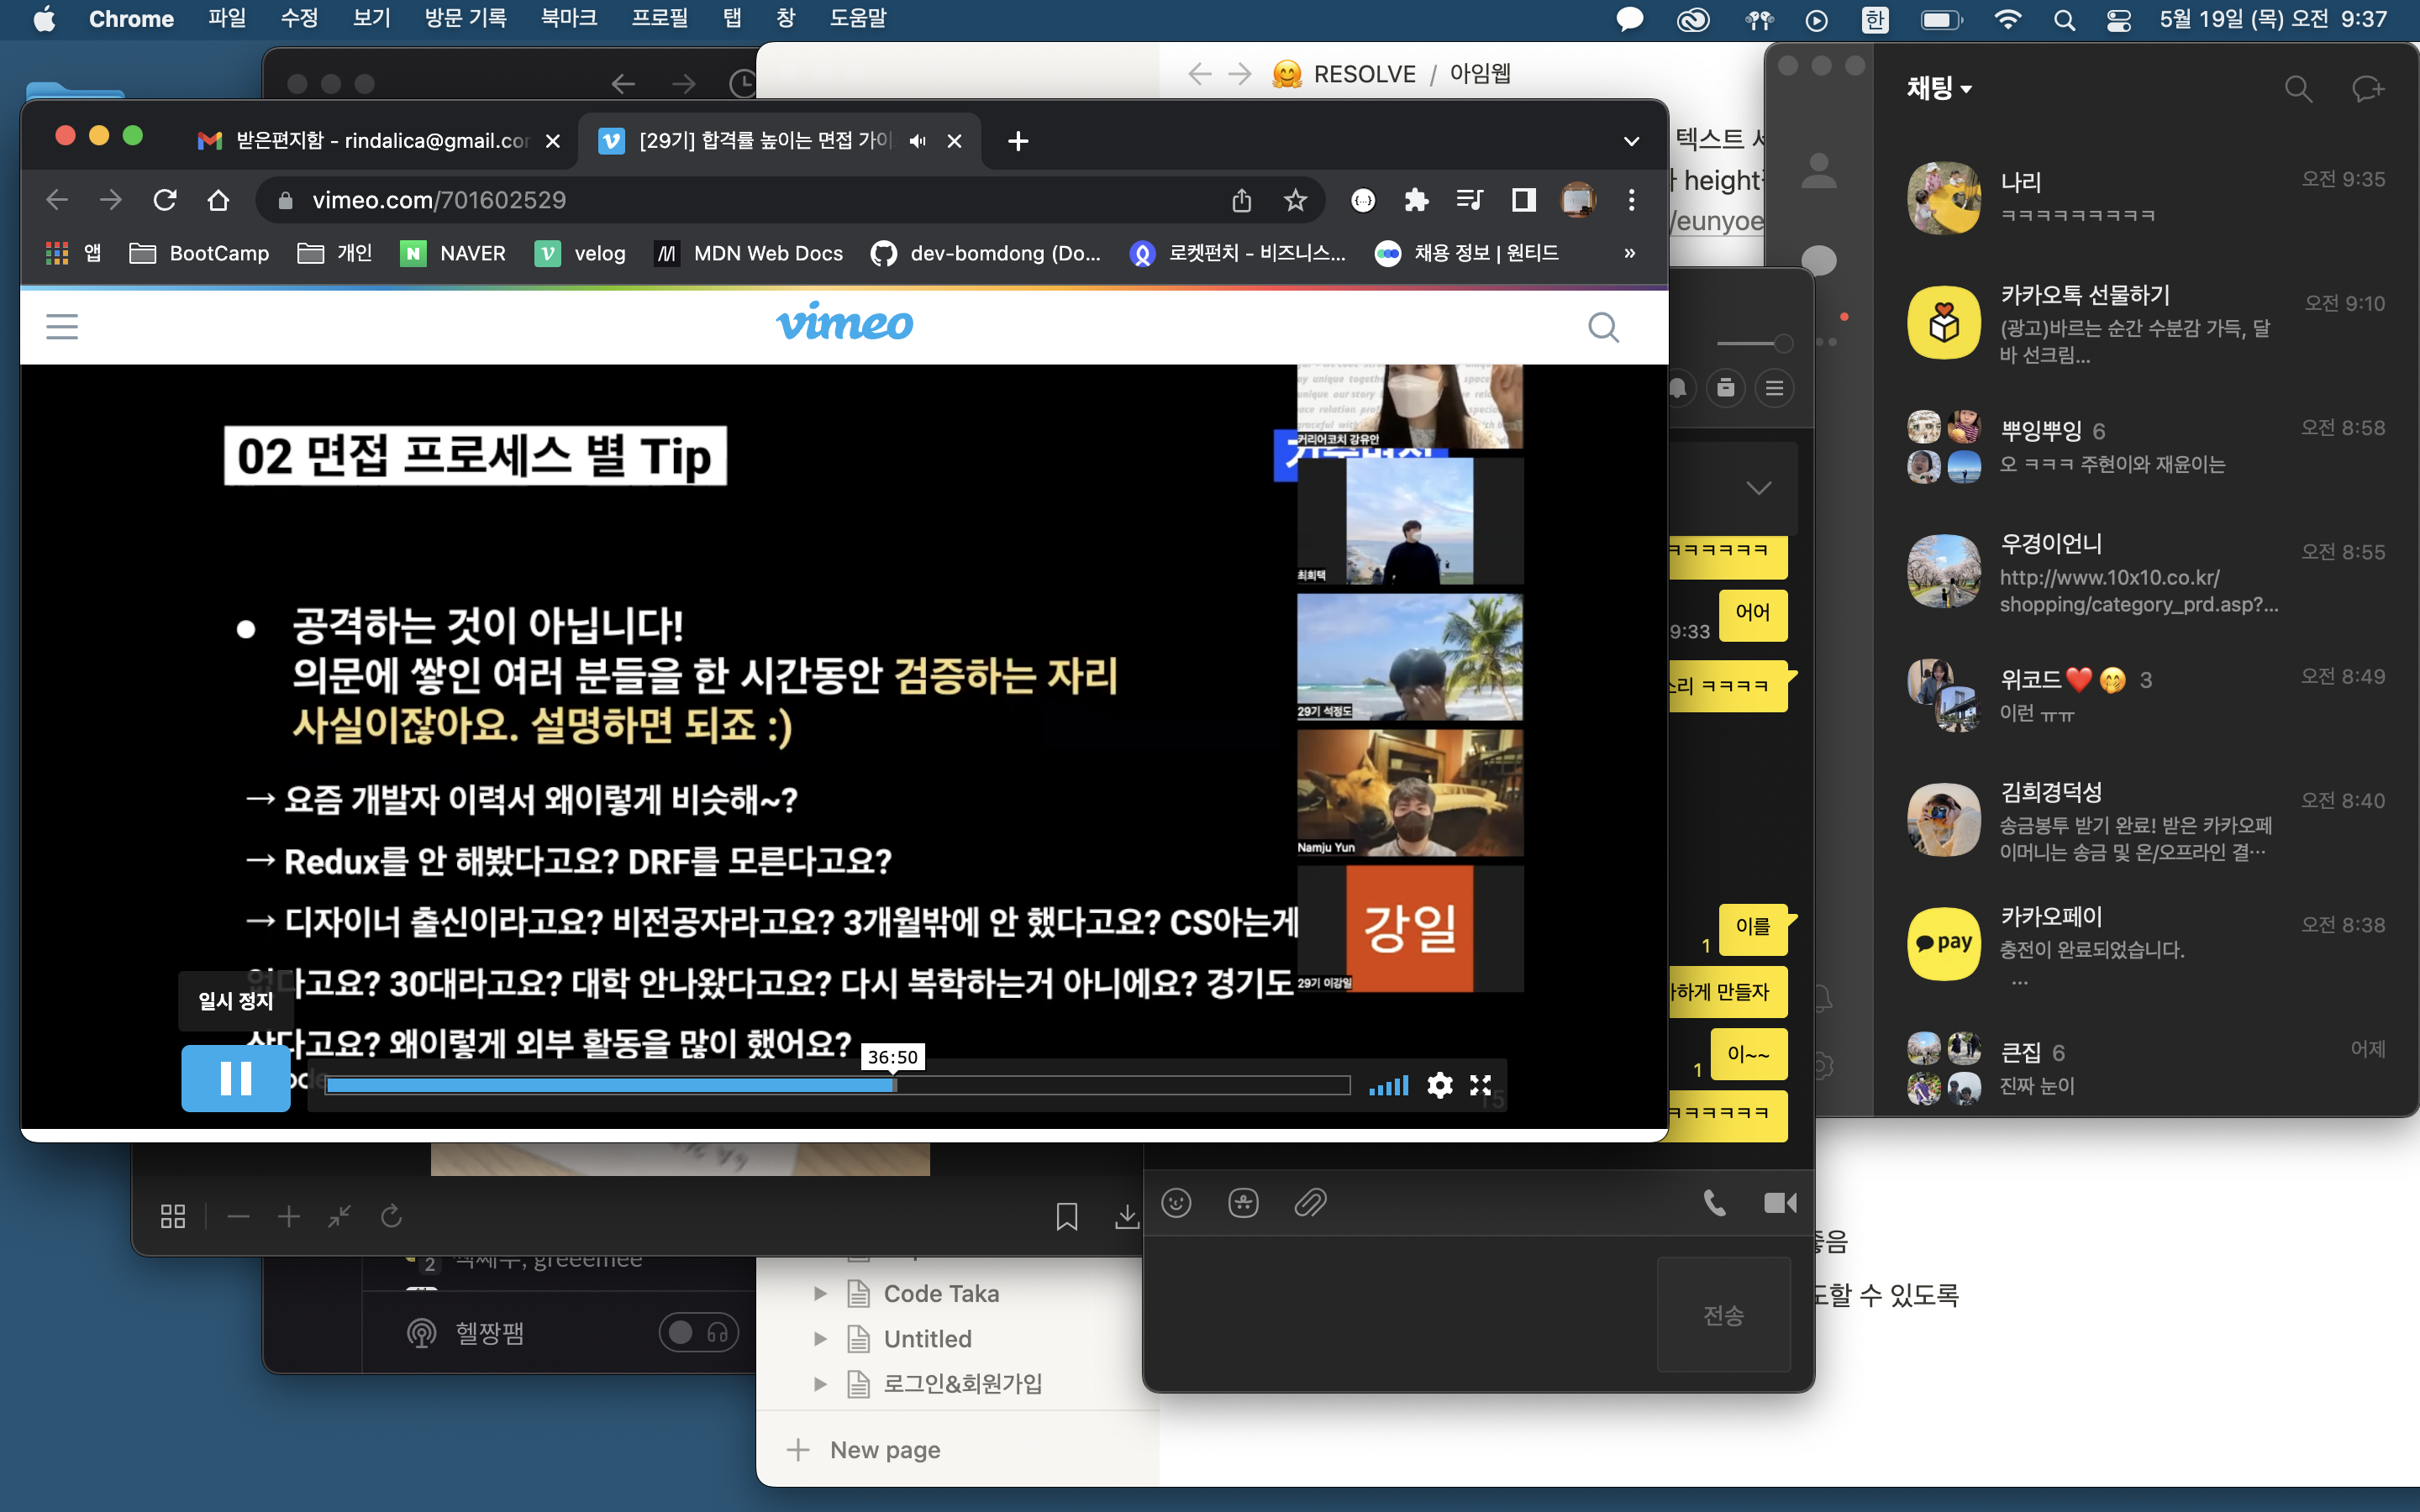 Chrome 파일 수정 보기 방문 기록 북마크 프로필 탭 창 도움말
한 5월 19일 (목) 오전 9:37
받은편지함 - rindalica@gmail.co
[29기] 합격률 높이는 면접 가이
vimeo.com/701602529
앱 BootCamp 개인 NAVER velog MDN Web Docs dev-bomdong (Do... 로켓펀치 - 비즈니스... 채용 정보 | 원티드 »
vimeo
02 면접 프로세스 별 Tip
● 공격하는 것이 아닙니다!
의문에 쌓인 여러 분들을 한 시간동안 검증하는 자리
사실이잖아요. 설명하면 되죠 :)
→ 요즘 개발자 이력서 왜이렇게 비슷해~?
→ Redux를 안 해봤다고요? DRF를 모른다고요?
→ 디자이너 출신이라고요? 비전공자라고요? 3개월밖에 안 했다고요? CS아는게
없다고요? 30대라고요? 대학 안나왔다고요? 다시 복학하는거 아니에요? 경기도
산다고요? 왜이렇게 외부 활동을 많이 했어요?
일시 정지
36:50
15
커리어코치 강유안
최희택
29기 석정도
Namju Yun
강일
29기 이강일
RESOLVE / 아임웹
텍스트
height
/eunyoe
ㅋㅋㅋㅋㅋㅋ
어어
9:33
소리 ㅋㅋㅋㅋ
이를
1
하게 만들자
이~~
1
ㅋㅋㅋㅋㅋㅋ
전송
채팅
나리 오전 9:35
ㅋㅋㅋㅋㅋㅋㅋㅋㅋ
카카오톡 선물하기 오전 9:10
(광고)바르는 순간 수분감 가득, 달
바 선크림...
뿌잉뿌잉 6 오전 8:58
오 ㅋㅋㅋ 주현이와 재윤이는
우경이언니 오전 8:55
http://www.10x10.co.kr/
shopping/category_prd.asp?...
위코드❤️🤭 3 오전 8:49
이런 ㅠㅠ
김희경덕성 오전 8:40
송금봉투 받기 완료! 받은 카카오페
이머니는 송금 및 온/오프라인 결…
pay
카카오페이 오전 8:38
충전이 완료되었습니다.
...
큰집 6 어제
진짜 눈이
좋음
도할 수 있도록
2
greeemee
헬짱팸
Code Taka
Untitled
로그인&회원가입
New page